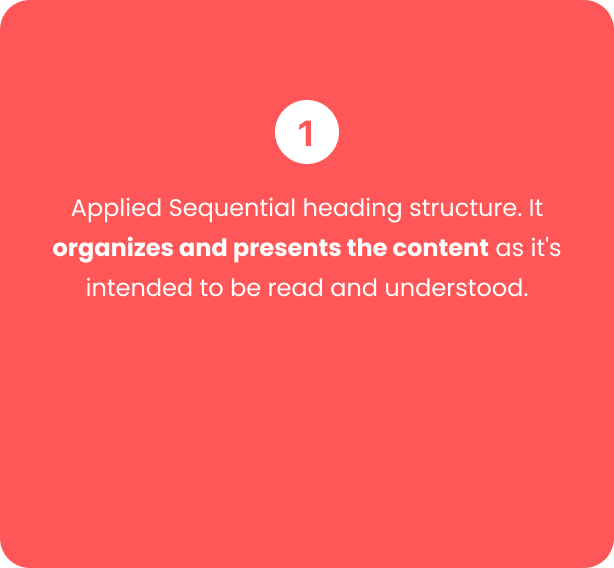 1
Applied Sequential heading structure. It
organizes and presents the content as it's
intended to be read and understood.